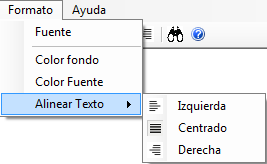 Formato Ayuda
Fuente
Color fondo
Color Fuente
Alinear Texto
Izquierda
Centrado
Derecha